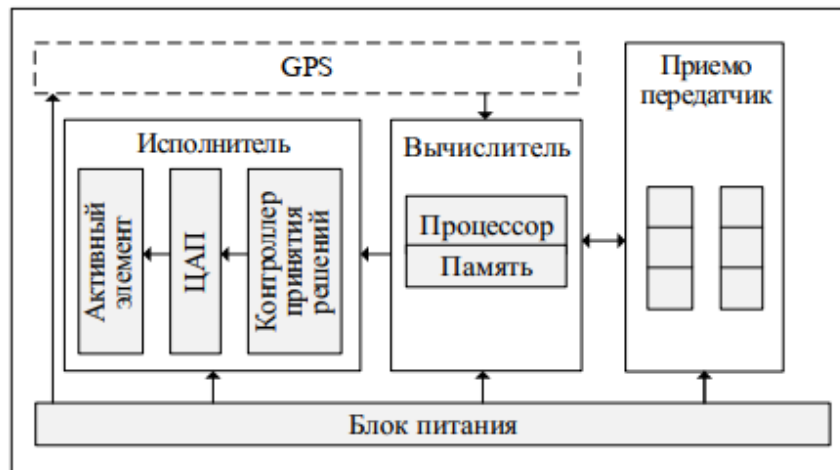 GPS
Приемо
передатчик
Исполнитель
Активный
элемент
ЦАП
Контроллер
принятия
решений
Вычислитель
Процессор
Память
Блок питания